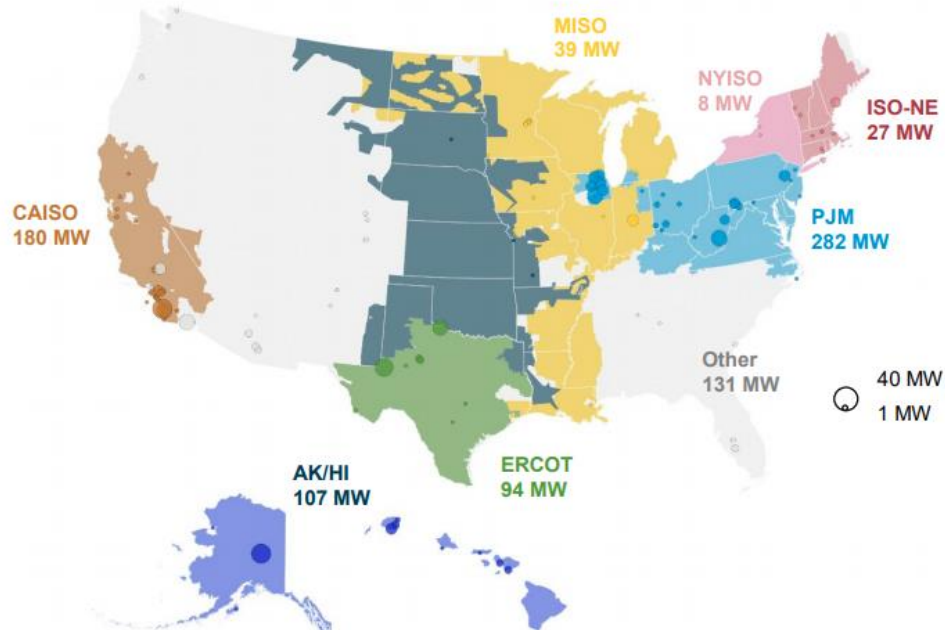 MISO
39 MW
NYISO
8 MW
ISO-NE
27 MW
CAISO
180 MW
PJM
282 MW
Other
131 MW
40 MW
1 MW
AK/HI
107 MW
ERCOT
94 MW